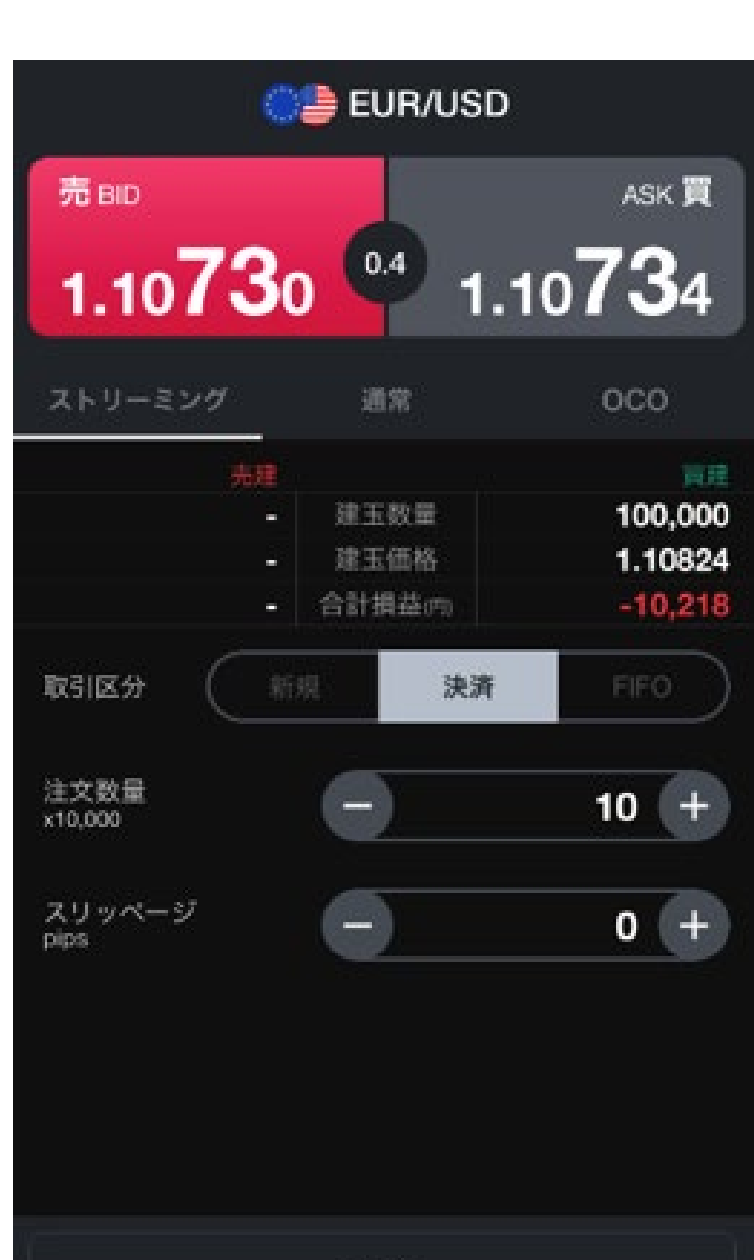 EUR/USD
売 BID
ASK 買
1.10730
0.4
1.10734
ストリーミング 通常 OCO
売建 買建
- 建玉数量 100,000
- 建玉価格 1.10824
- 合計損益(円) -10,218
取引区分 新規 決済 FIFO
注文数量 − 10 +
x10,000
スリッページ − 0 +
pips